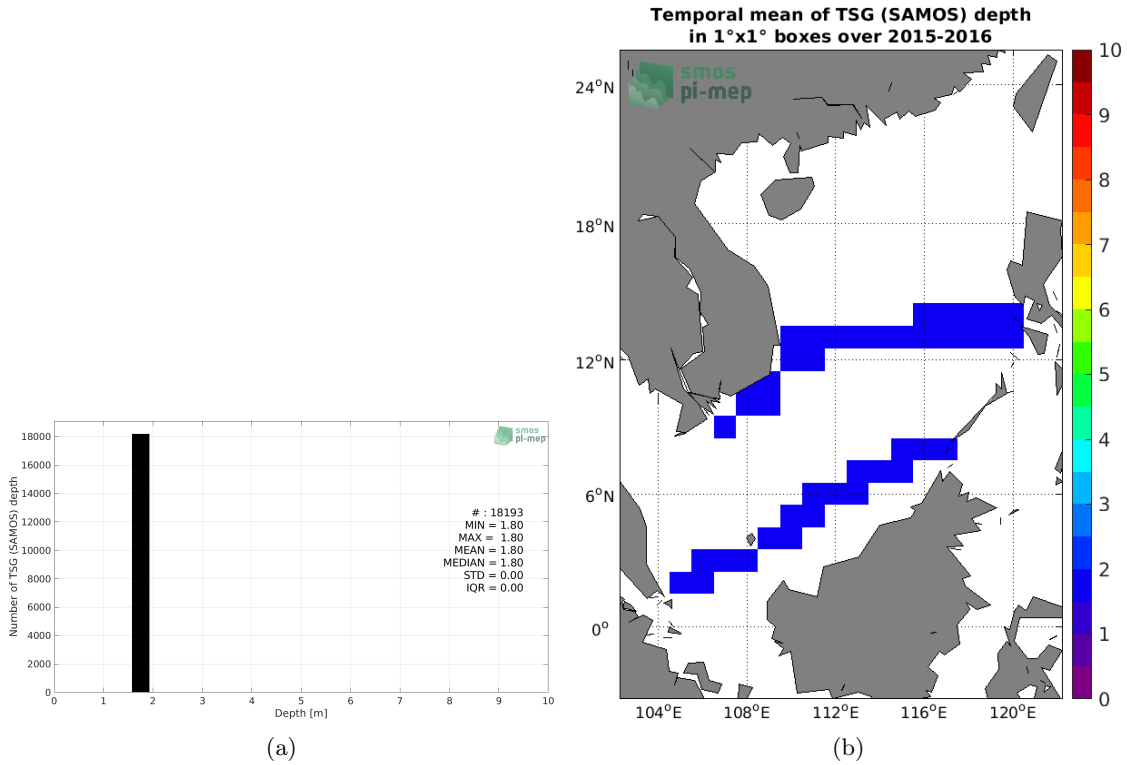 Temporal mean of TSG (SAMOS) depth
in 1°x1° boxes over 2015-2016
smos
pi-mep
24°N
18°N
12°N
6°N
0°
104°E
108°E
112°E
116°E
120°E
10
9
8
7
6
5
4
3
2
1
0
(b)
Number of TSG (SAMOS) depth
18000
16000
14000
12000
10000
8000
6000
4000
2000
0
smos
pi-mep
# : 18193
MIN = 1.80
MAX = 1.80
MEAN = 1.80
MEDIAN = 1.80
STD = 0.00
IQR = 0.00
0 1 2 3 4 5 6 7 8 9 10
Depth [m]
(a)